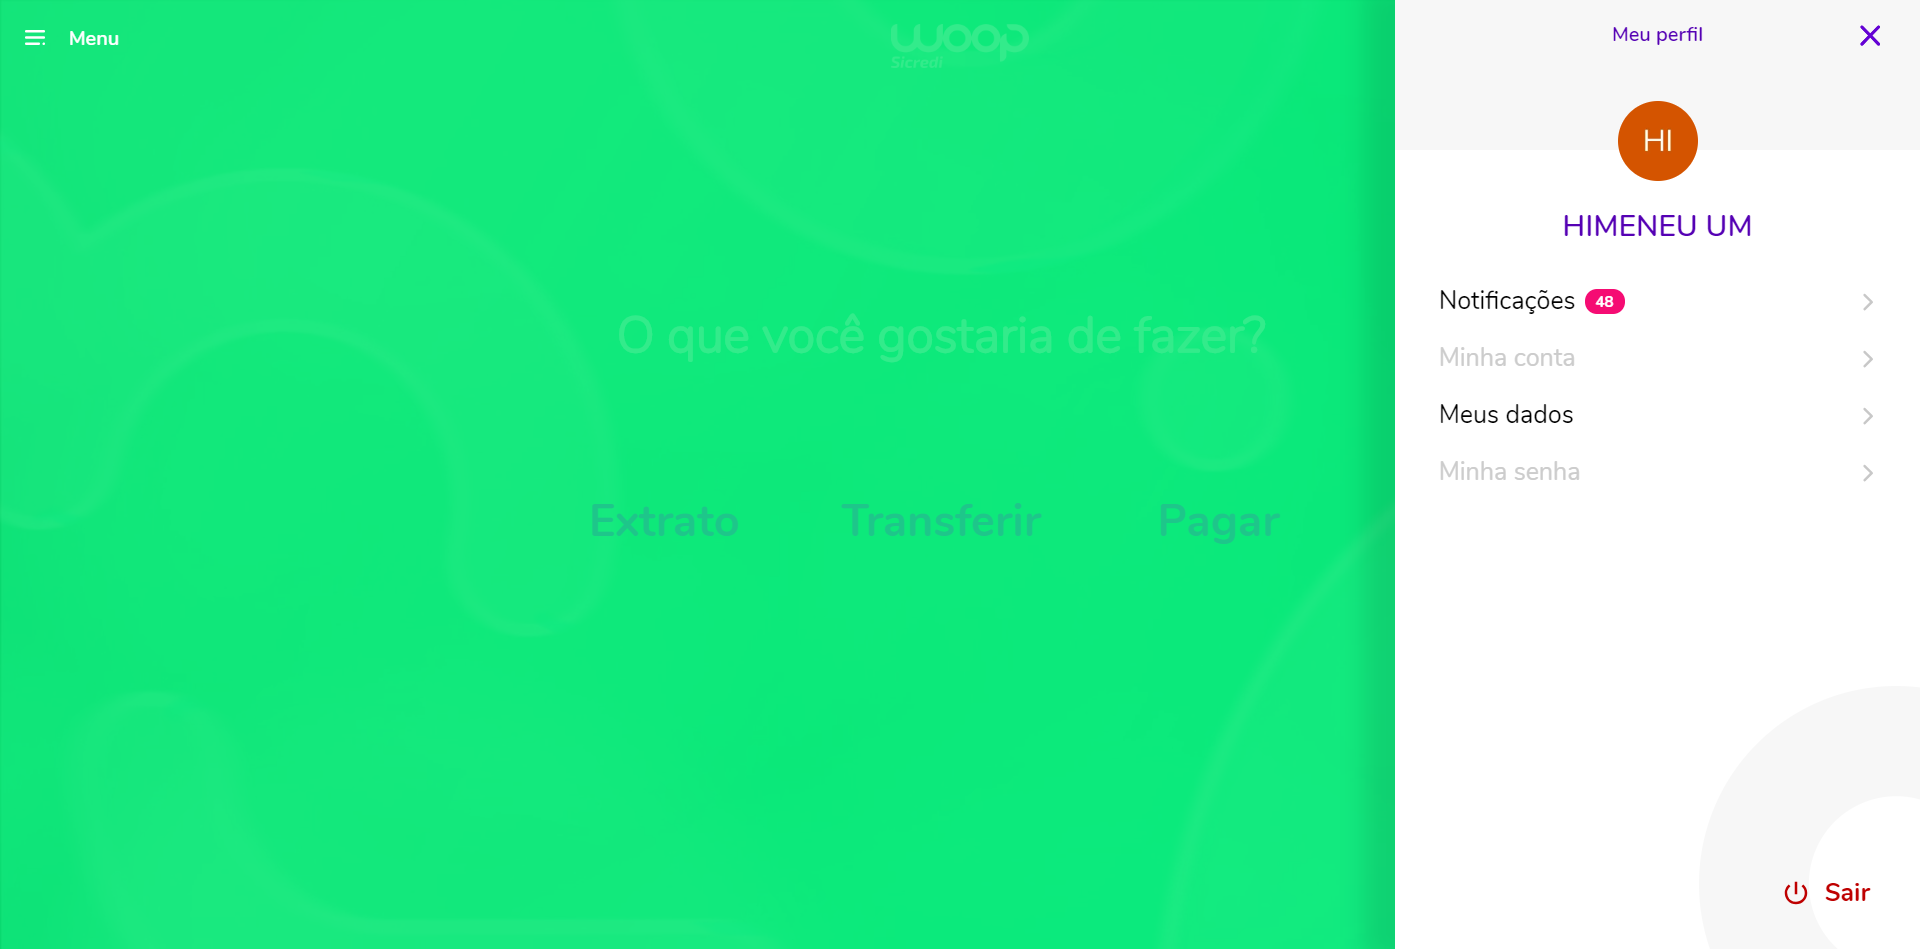 Menu
woop
Sicredi
O que você gostaria de fazer?
Extrato
Transferir
Pagar
Meu perfil
HI
HIMENEU UM
Notificações 48
Minha conta
Meus dados
Minha senha
Sair